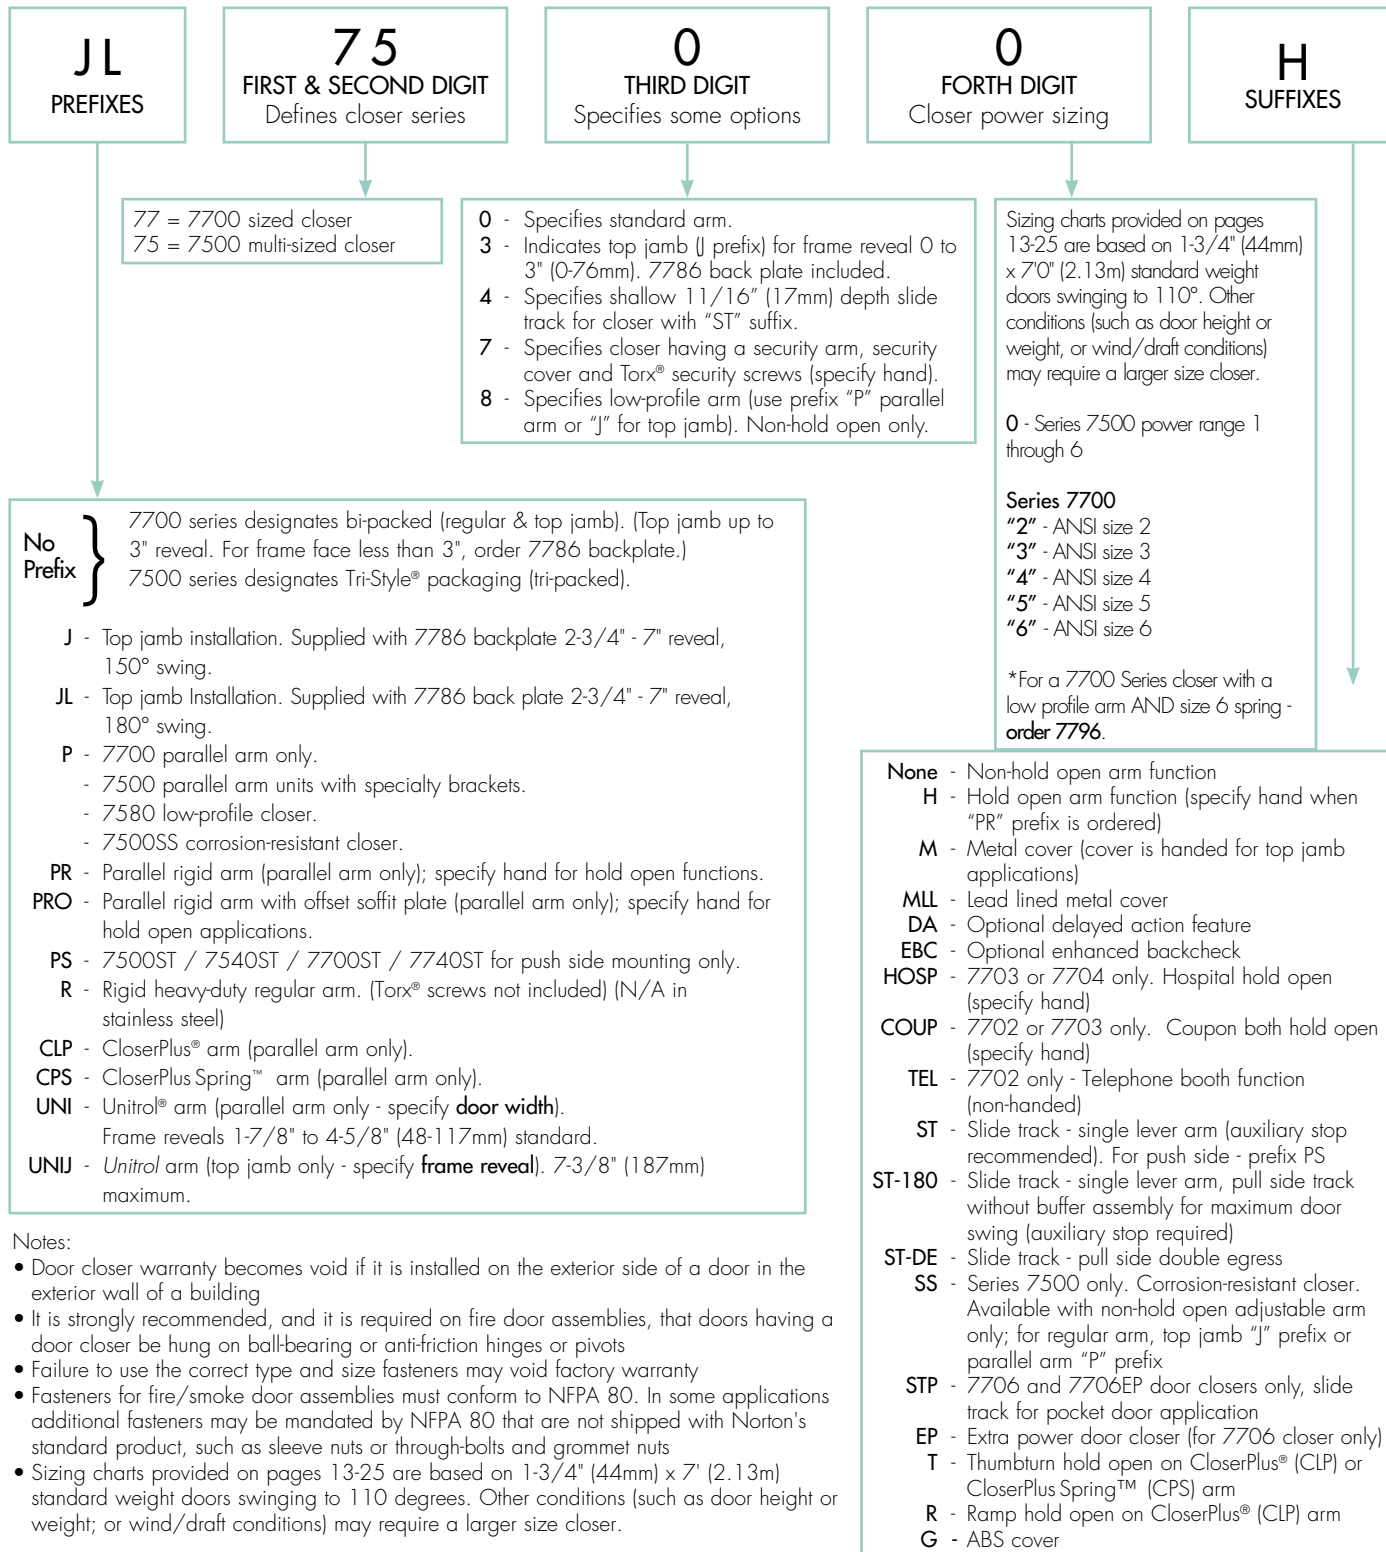 JL
PREFIXES
75
FIRST & SECOND DIGIT
Defines closer series
0
THIRD DIGIT
Specifies some options
0
FORTH DIGIT
Closer power sizing
H
SUFFIXES
77 = 7700 sized closer
75 = 7500 multi-sized closer
0 - Specifies standard arm.
3 - Indicates top jamb (J prefix) for frame reveal 0 to
3" (0-76mm). 7786 back plate included.
4 - Specifies shallow 11/16" (17mm) depth slide
track for closer with "ST" suffix.
7 - Specifies closer having a security arm, security
cover and Torx® security screws (specify hand).
8 - Specifies low-profile arm (use prefix "P" parallel
arm or "J" for top jamb). Non-hold open only.
Sizing charts provided on pages
13-25 are based on 1-3/4" (44mm)
x 7'0" (2.13m) standard weight
doors swinging to 110°. Other
conditions (such as door height or
weight, or wind/draft conditions)
may require a larger size closer.
0 - Series 7500 power range 1
through 6
Series 7700
"2" - ANSI size 2
"3" - ANSI size 3
"4" - ANSI size 4
"5" - ANSI size 5
"6" - ANSI size 6
*For a 7700 Series closer with a
low profile arm AND size 6 spring -
order 7796.
No
Prefix
7700 series designates bi-packed (regular & top jamb). (Top jamb up to
3" reveal. For frame face less than 3", order 7786 backplate.)
7500 series designates Tri-Style® packaging (tri-packed).
J - Top jamb installation. Supplied with 7786 backplate 2-3/4" - 7" reveal,
150° swing.
JL - Top jamb Installation. Supplied with 7786 back plate 2-3/4" - 7" reveal,
180° swing.
P - 7700 parallel arm only.
- 7500 parallel arm units with specialty brackets.
- 7580 low-profile closer.
- 7500SS corrosion-resistant closer.
PR - Parallel rigid arm (parallel arm only); specify hand for hold open functions.
PRO - Parallel rigid arm with offset soffit plate (parallel arm only); specify hand for
hold open applications.
PS - 7500ST / 7540ST / 7700ST / 7740ST for push side mounting only.
R - Rigid heavy-duty regular arm. (Torx® screws not included) (N/A in
stainless steel)
CLP - CloserPlus® arm (parallel arm only).
CPS - CloserPlus Spring™ arm (parallel arm only).
UNI - Unitrol® arm (parallel arm only - specify door width).
Frame reveals 1-7/8" to 4-5/8" (48-117mm) standard.
UNIJ - Unitrol arm (top jamb only - specify frame reveal). 7-3/8" (187mm)
maximum.
None - Non-hold open arm function
H - Hold open arm function (specify hand when
"PR" prefix is ordered)
M - Metal cover (cover is handed for top jamb
applications)
MLL - Lead lined metal cover
DA - Optional delayed action feature
EBC - Optional enhanced backcheck
HOSP - 7703 or 7704 only. Hospital hold open
(specify hand)
COUP - 7702 or 7703 only. Coupon both hold open
(specify hand)
TEL - 7702 only - Telephone booth function
(non-handed)
ST - Slide track - single lever arm (auxiliary stop
recommended). For push side - prefix PS
ST-180 - Slide track - single lever arm, pull side track
without buffer assembly for maximum door
swing (auxiliary stop required)
ST-DE - Slide track - pull side double egress
SS - Series 7500 only. Corrosion-resistant closer.
Available with non-hold open adjustable arm
only; for regular arm, top jamb "J" prefix or
parallel arm "P" prefix
STP - 7706 and 7706EP door closers only, slide
track for pocket door application
EP - Extra power door closer (for 7706 closer only)
T - Thumbturn hold open on CloserPlus® (CLP) or
CloserPlus Spring™ (CPS) arm
R - Ramp hold open on CloserPlus® (CLP) arm
G - ABS cover
Notes:
• Door closer warranty becomes void if it is installed on the exterior side of a door in the
exterior wall of a building
• It is strongly recommended, and it is required on fire door assemblies, that doors having a
door closer be hung on ball-bearing or anti-friction hinges or pivots
• Failure to use the correct type and size fasteners may void factory warranty
• Fasteners for fire/smoke door assemblies must conform to NFPA 80. In some applications
additional fasteners may be mandated by NFPA 80 that are not shipped with Norton's
standard product, such as sleeve nuts or through-bolts and grommet nuts
• Sizing charts provided on pages 13-25 are based on 1-3/4" (44mm) x 7' (2.13m)
standard weight doors swinging to 110 degrees. Other conditions (such as door height or
weight; or wind/draft conditions) may require a larger size closer.